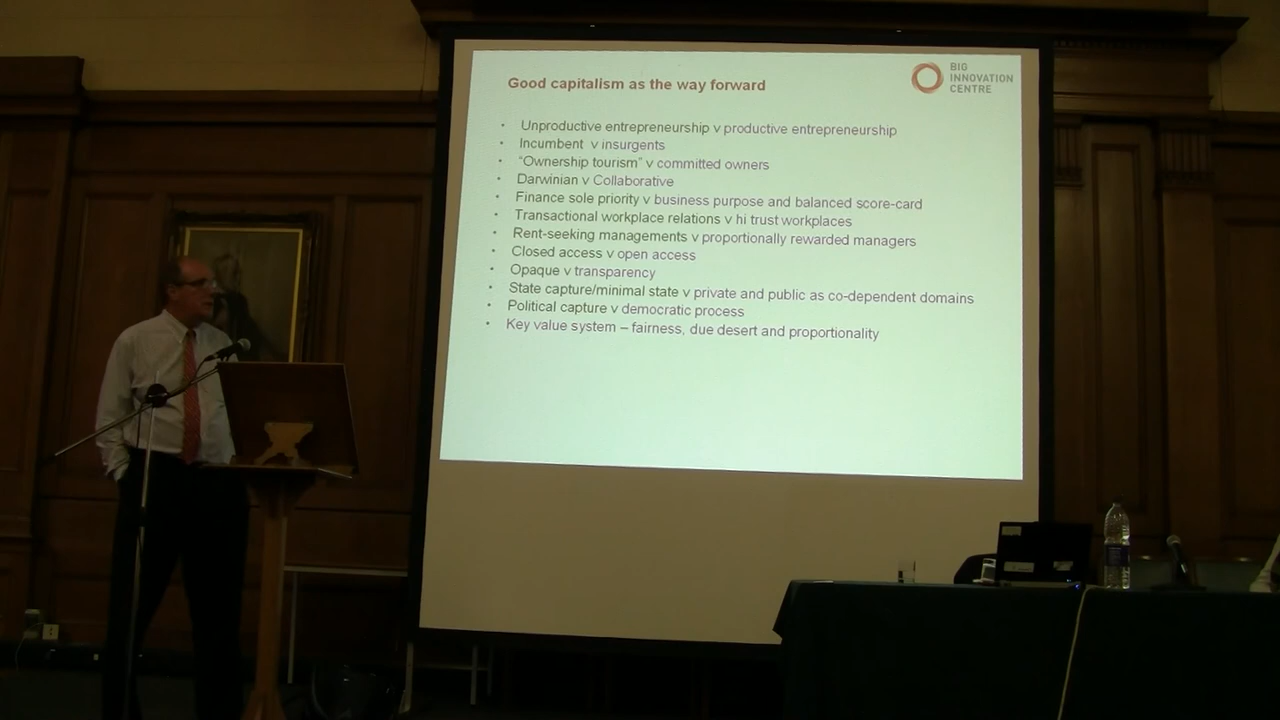 Good capitalism as the way forward
BIG
INNOVATION
CENTRE
• Unproductive entrepreneurship v productive entrepreneurship
• Incumbent v insurgents
• “Ownership tourism” v committed owners
• Darwinian v Collaborative
• Finance sole priority v business purpose and balanced score-card
• Transactional workplace relations v hi trust workplaces
• Rent-seeking managements v proportionally rewarded managers
• Closed access v open access
• Opaque v transparency
• State capture/minimal state v private and public as co-dependent domains
• Political capture v democratic process
• Key value system – fairness, due desert and proportionality